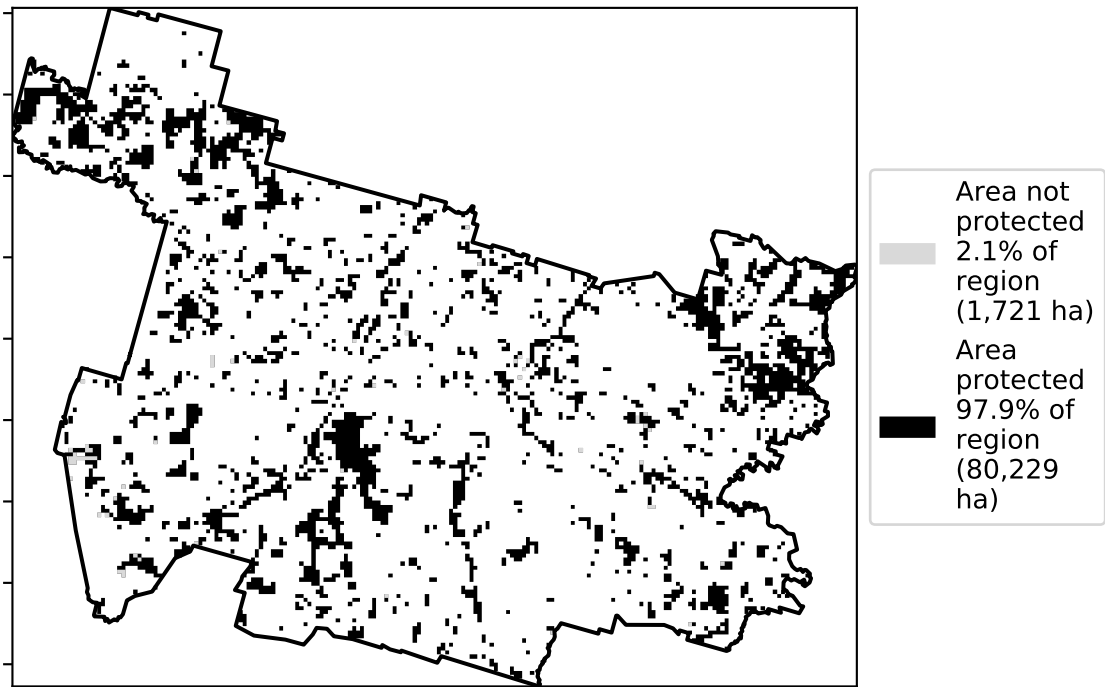 Area not
protected
2.1% of
region
(1,721 ha)
Area
protected
97.9% of
region
(80,229
ha)